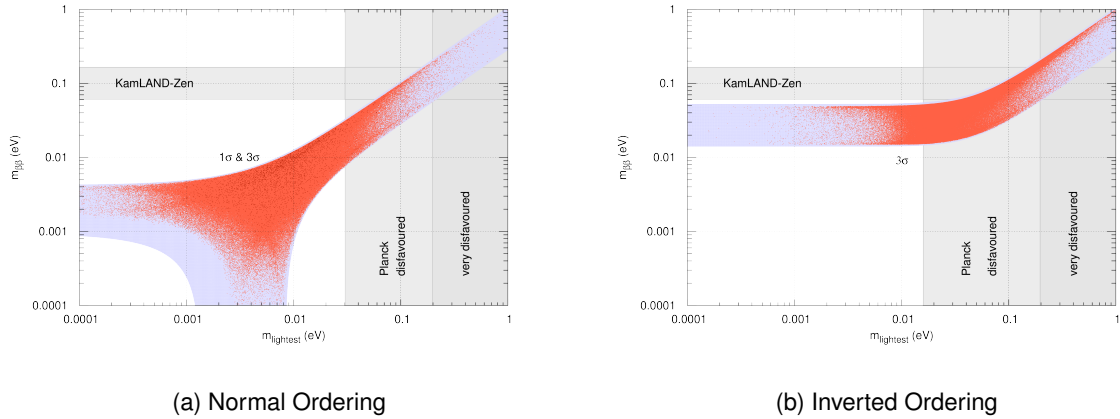 1
0.1
0.01
0.001
0.0001
m_ββ (eV)
KamLAND-Zen
1σ & 3σ
Planck
disfavoured
very disfavoured
0.0001 0.001 0.01 0.1 1
m_lightest (eV)
(a) Normal Ordering
1
0.1
0.01
0.001
0.0001
m_ββ (eV)
KamLAND-Zen
3σ
Planck
disfavoured
very disfavoured
0.0001 0.001 0.01 0.1 1
m_lightest (eV)
(b) Inverted Ordering